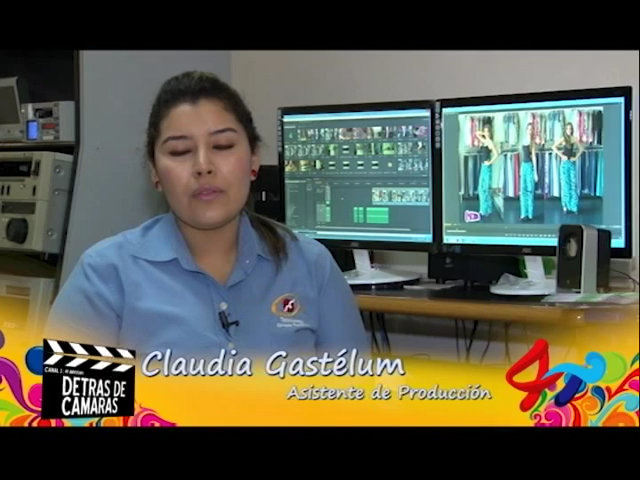 Claudia Gastélum
Asistente de Producción
DETRAS DE
CAMARAS